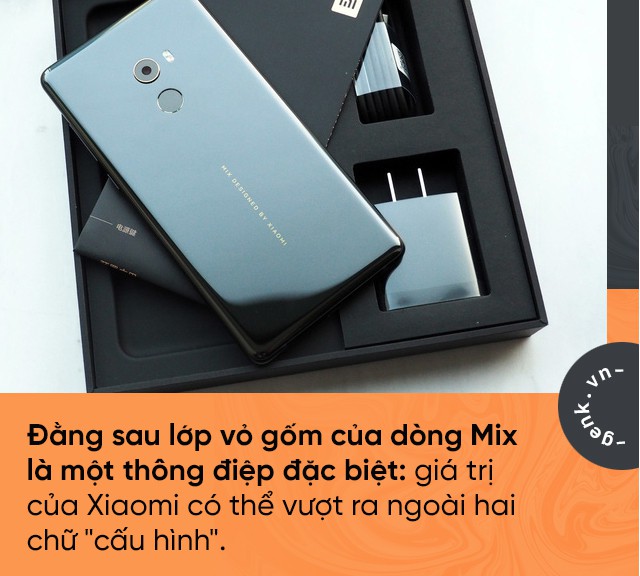 MIX DESIGNED BY XIAOMI
-genk.vn-
Đằng sau lớp vỏ gốm của dòng Mix
là một thông điệp đặc biệt: giá trị
của Xiaomi có thể vượt ra ngoài hai
chữ "cấu hình".